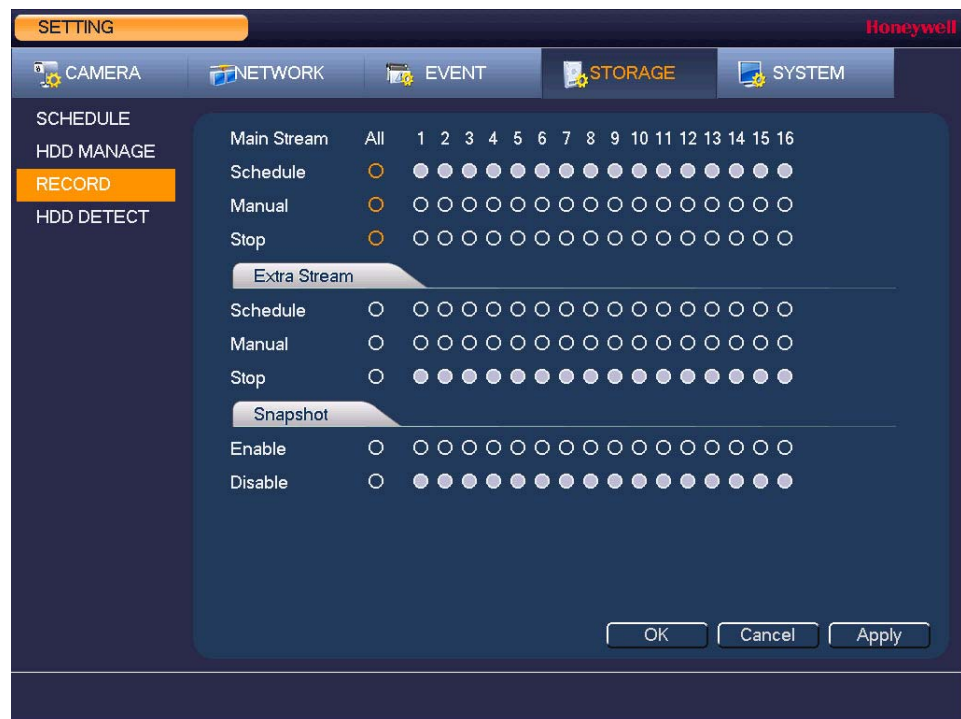 SETTING
Honeywell
CAMERA NETWORK EVENT STORAGE SYSTEM
SCHEDULE
HDD MANAGE
RECORD
HDD DETECT
Main Stream All 1 2 3 4 5 6 7 8 9 10 11 12 13 14 15 16
Schedule
Manual
Stop
Extra Stream
Schedule
Manual
Stop
Snapshot
Enable
Disable
OK Cancel Apply